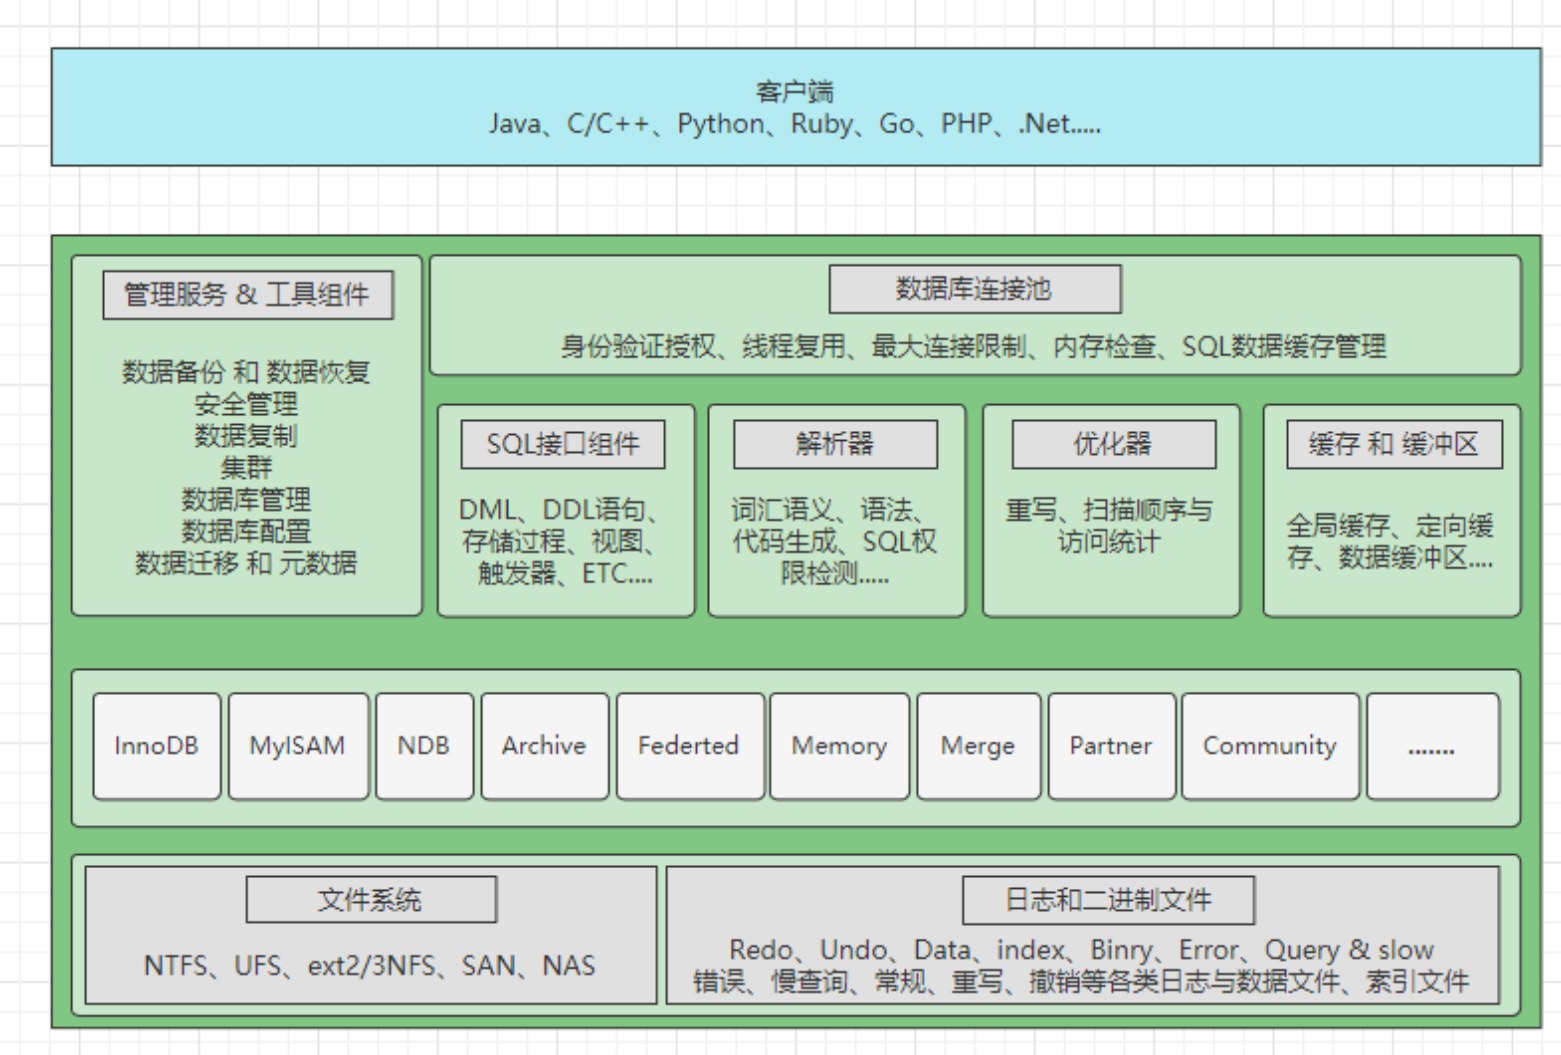 客户端
Java、C/C++、Python、Ruby、Go、PHP、.Net.....
管理服务 & 工具组件
数据备份 和 数据恢复
安全管理
数据复制
集群
数据库管理
数据库配置
数据迁移 和 元数据
数据库连接池
身份验证授权、线程复用、最大连接限制、内存检查、SQL数据缓存管理
SQL接口组件
DML、DDL语句、
存储过程、视图、
触发器、ETC....
解析器
词汇语义、语法、
代码生成、SQL权
限检测.....
优化器
重写、扫描顺序与
访问统计
缓存 和 缓冲区
全局缓存、定向缓
存、数据缓冲区....
InnoDB
MyISAM
NDB
Archive
Federted
Memory
Merge
Partner
Community
.......
文件系统
NTFS、UFS、ext2/3NFS、SAN、NAS
日志和二进制文件
Redo、Undo、Data、index、Binry、Error、Query & slow
错误、慢查询、常规、重写、撤销等各类日志与数据文件、索引文件